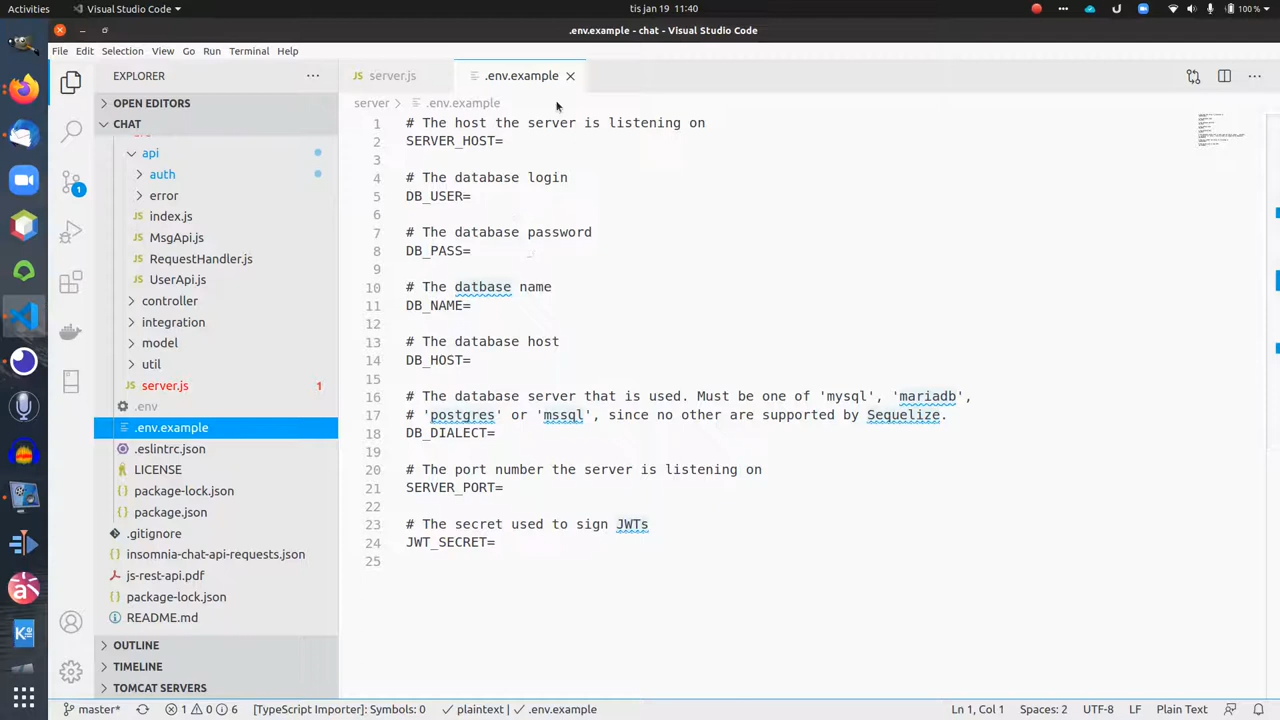 Activities
Visual Studio Code
tis jan 19 11:40
100 %
.env.example - chat - Visual Studio Code
File Edit Selection View Go Run Terminal Help
EXPLORER
OPEN EDITORS
CHAT
api
auth
error
JS index.js
JS MsgApi.js
JS RequestHandler.js
JS UserApi.js
controller
integration
model
util
JS server.js 1
.env
.env.example
.eslintrc.json
LICENSE
{} package-lock.json
{} package.json
.gitignore
{} insomnia-chat-api-requests.json
js-rest-api.pdf
{} package-lock.json
README.md
OUTLINE
TIMELINE
TOMCAT SERVERS
1
JS server.js
.env.example
server > .env.example
1 # The host the server is listening on
2 SERVER_HOST=
3
4 # The database login
5 DB_USER=
6
7 # The database password
8 DB_PASS=
9
10 # The datbase name
11 DB_NAME=
12
13 # The database host
14 DB_HOST=
15
16 # The database server that is used. Must be one of 'mysql', 'mariadb',
17 # 'postgres' or 'mssql', since no other are supported by Sequelize.
18 DB_DIALECT=
19
20 # The port number the server is listening on
21 SERVER_PORT=
22
23 # The secret used to sign JWTs
24 JWT_SECRET=
25
master* 1 0 6 [TypeScript Importer]: Symbols: 0 plaintext | .env.example Ln 1, Col 1 Spaces: 2 UTF-8 LF Plain Text